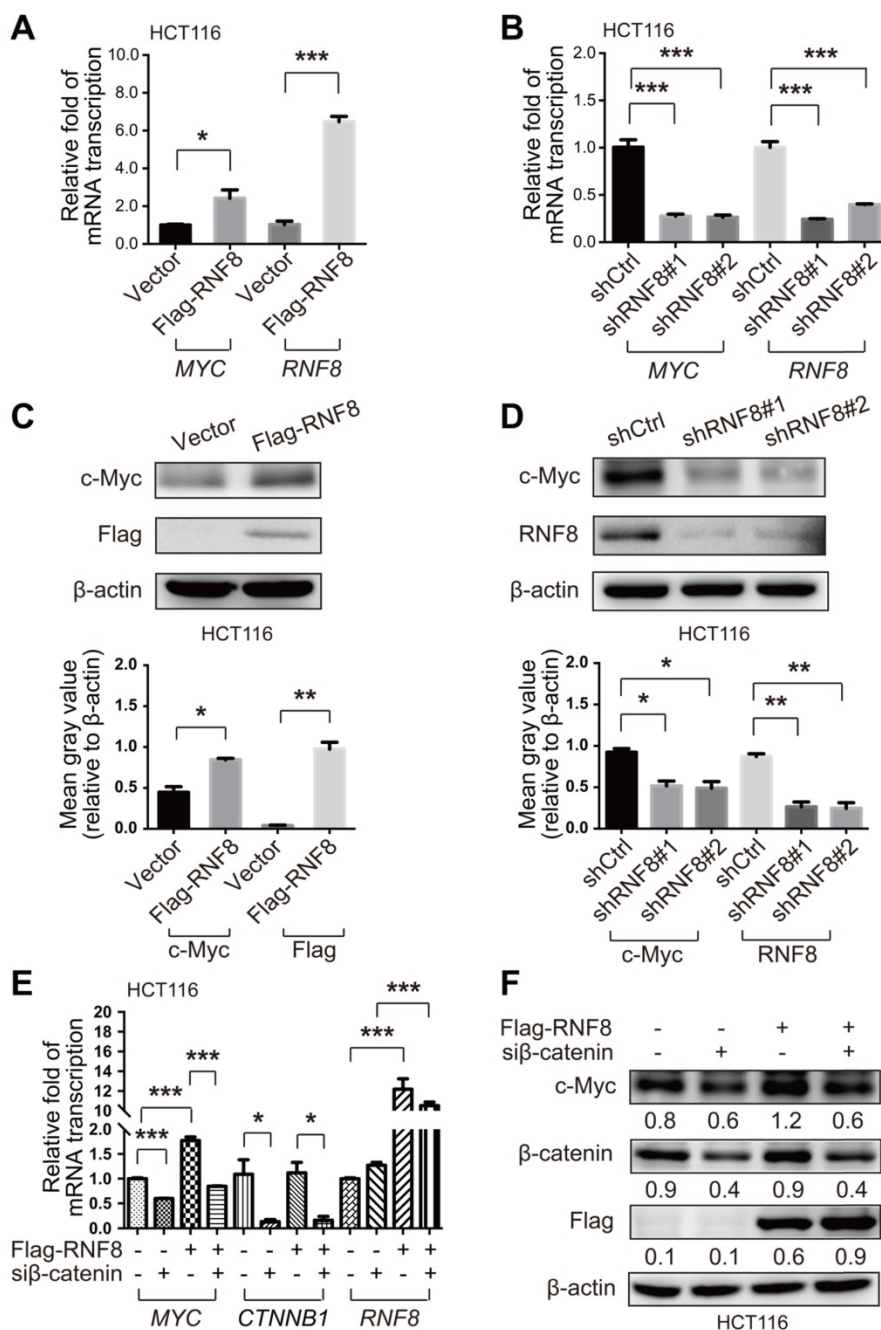 A
HCT116
Relative fold of
mRNA transcription
10.0
8.0
6.0
4.0
2.0
0.0
*
***
Vector
Flag-RNF8
Vector
Flag-RNF8
MYC
RNF8
B
HCT116
Relative fold of
mRNA transcription
2.0
1.5
1.0
0.5
0.0
***
***
***
***
shCtrl
shRNF8#1
shRNF8#2
shCtrl
shRNF8#1
shRNF8#2
MYC
RNF8
C
Vector
Flag-RNF8
c-Myc
Flag
β-actin
HCT116
Mean gray value
(relative to β-actin)
2.0
1.5
1.0
0.5
0.0
*
**
Vector
Flag-RNF8
Vector
Flag-RNF8
c-Myc
Flag
D
shCtrl
shRNF8#1
shRNF8#2
c-Myc
RNF8
β-actin
HCT116
Mean gray value
(relative to β-actin)
2.0
1.5
1.0
0.5
0.0
*
*
**
**
shCtrl
shRNF8#1
shRNF8#2
shCtrl
shRNF8#1
shRNF8#2
c-Myc
RNF8
E
HCT116
Relative fold of
mRNA transcription
20
18
16
14
12
10
2.0
1.5
1.0
0.5
0.0
***
***
***
*
*
***
***
Flag-RNF8 - - + + - - + + - - + +
siβ-catenin - + - + - + - + - + - +
MYC
CTNNB1
RNF8
F
Flag-RNF8 - - + +
siβ-catenin - + - +
c-Myc
0.8 0.6 1.2 0.6
β-catenin
0.9 0.4 0.9 0.4
Flag
0.1 0.1 0.6 0.9
β-actin
HCT116